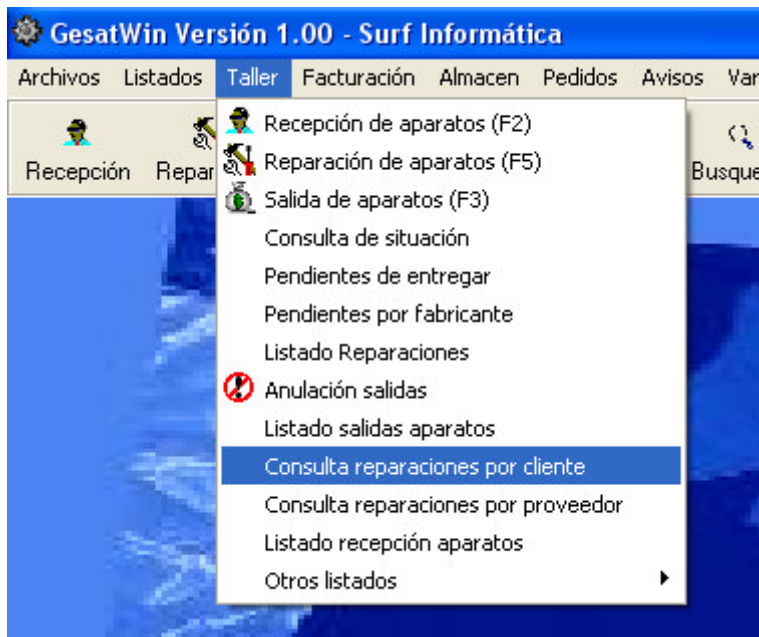 GesatWin Versión 1.00 - Surf Informática
Archivos Listados Taller Facturación Almacen Pedidos Avisos
Recepción
Recepción de aparatos (F2)
Reparación de aparatos (F5)
Salida de aparatos (F3)
Consulta de situación
Pendientes de entregar
Pendientes por fabricante
Listado Reparaciones
Anulación salidas
Listado salidas aparatos
Consulta reparaciones por cliente
Consulta reparaciones por proveedor
Listado recepción aparatos
Otros listados